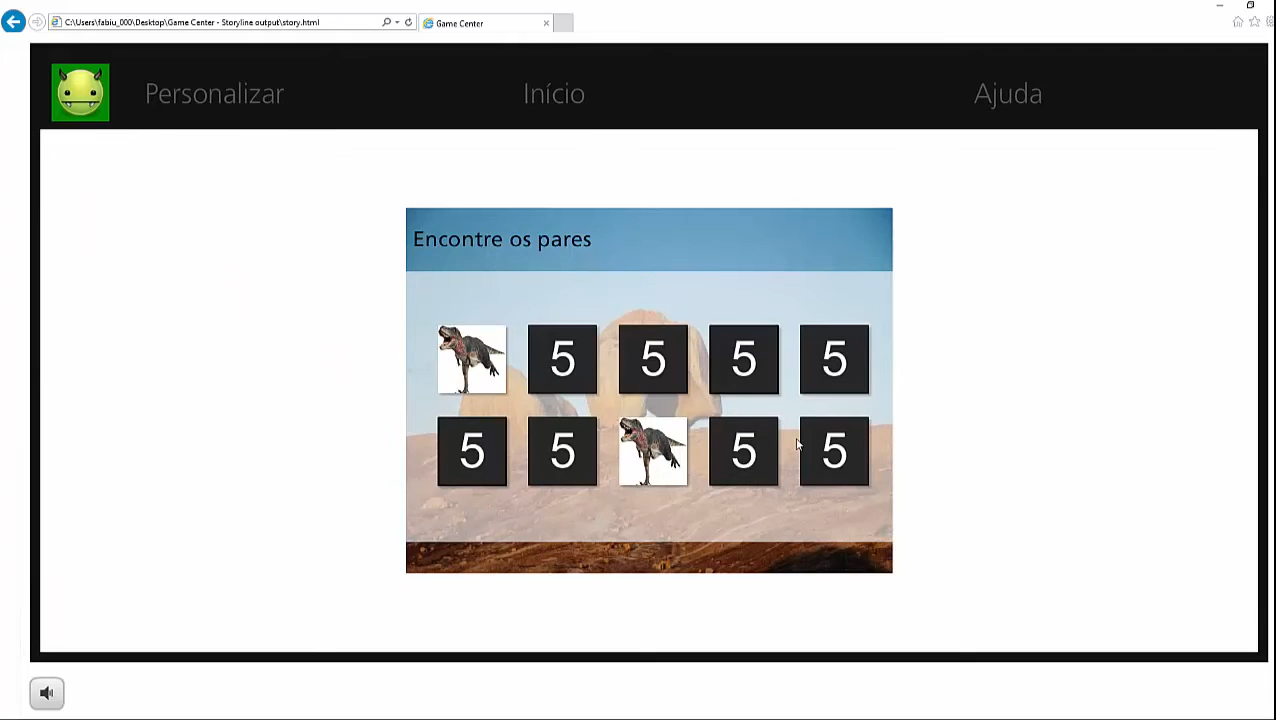 C:\Users\fabiu_000\Desktop\Game Center - Storyline output\story.html
Game Center
Personalizar
Início
Ajuda
Encontre os pares
5 5 5 5
5 5 5 5